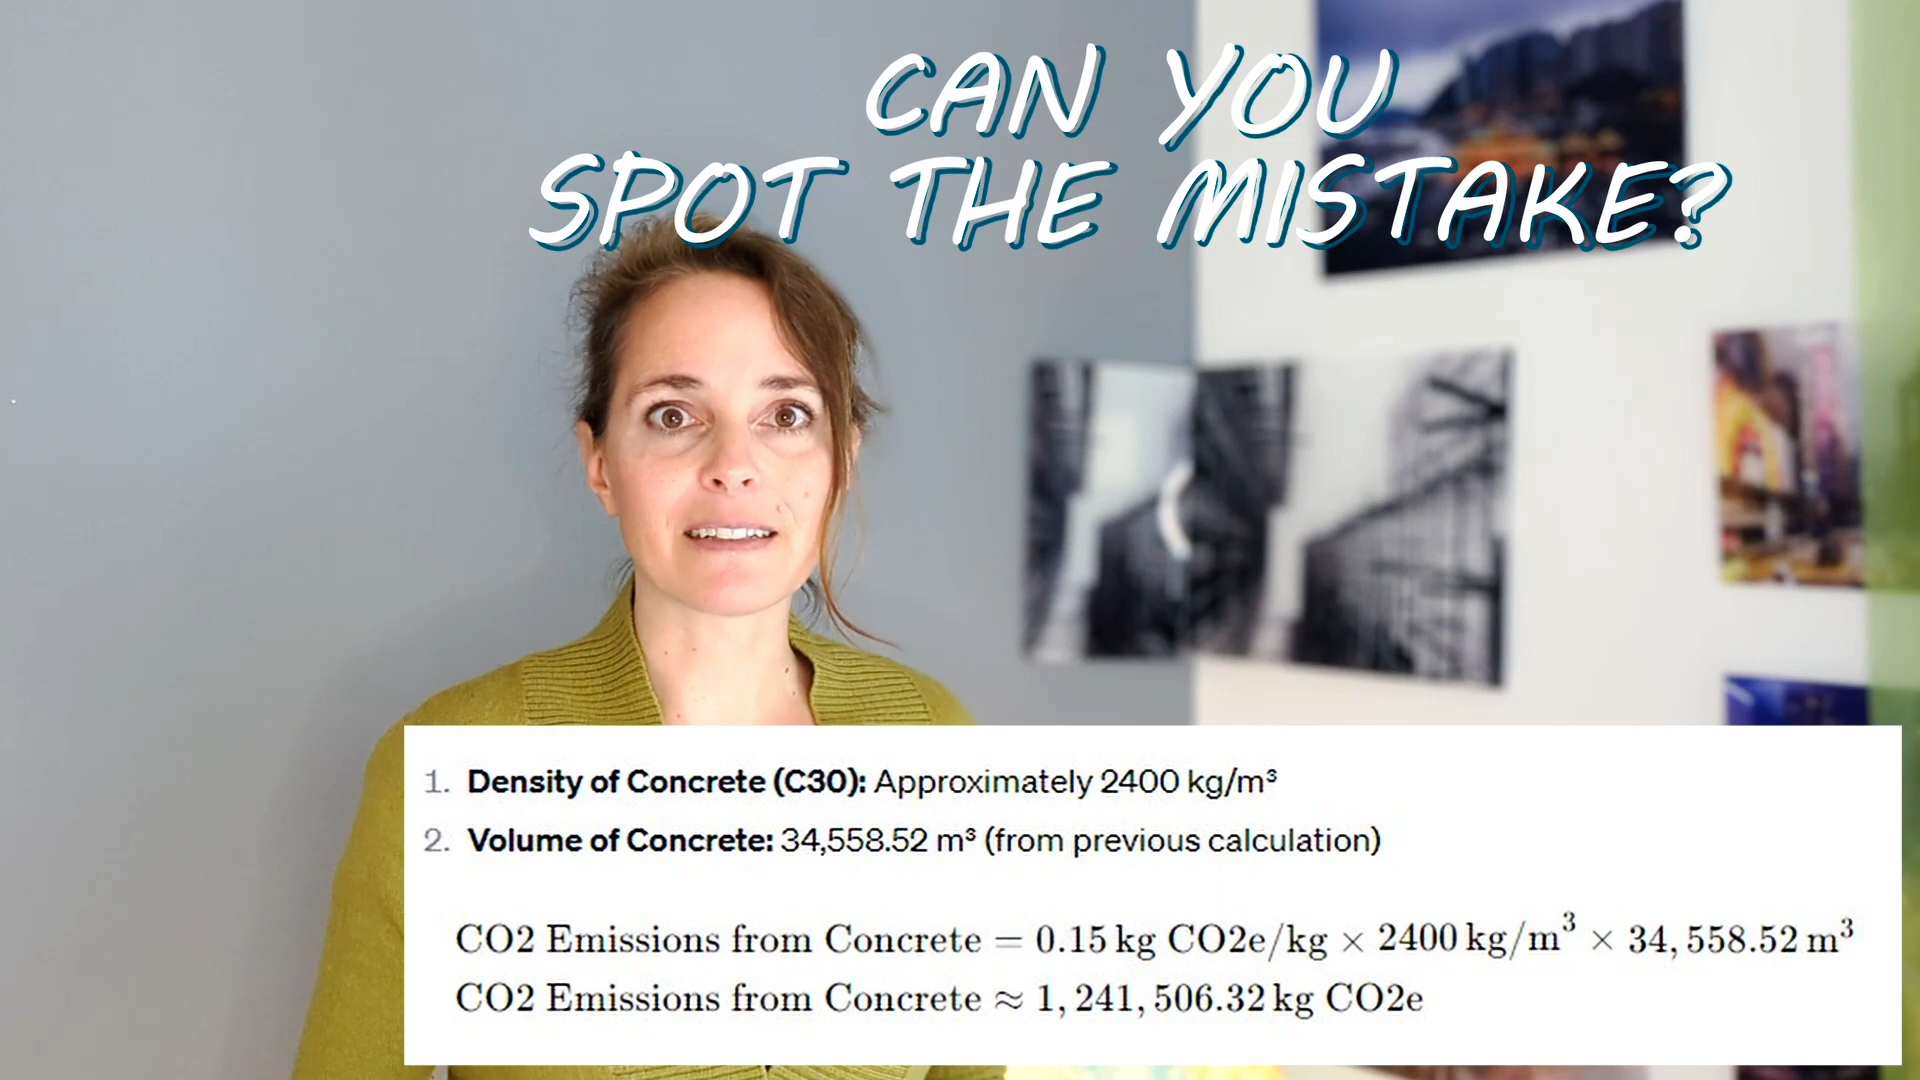 CAN YOU
SPOT THE MISTAKE?
1. Density of Concrete (C30): Approximately 2400 kg/m³
2. Volume of Concrete: 34,558.52 m³ (from previous calculation)
CO2 Emissions from Concrete = 0.15 kg CO2e/kg × 2400 kg/m³ × 34, 558.52 m³
CO2 Emissions from Concrete ≈ 1, 241, 506.32 kg CO2e